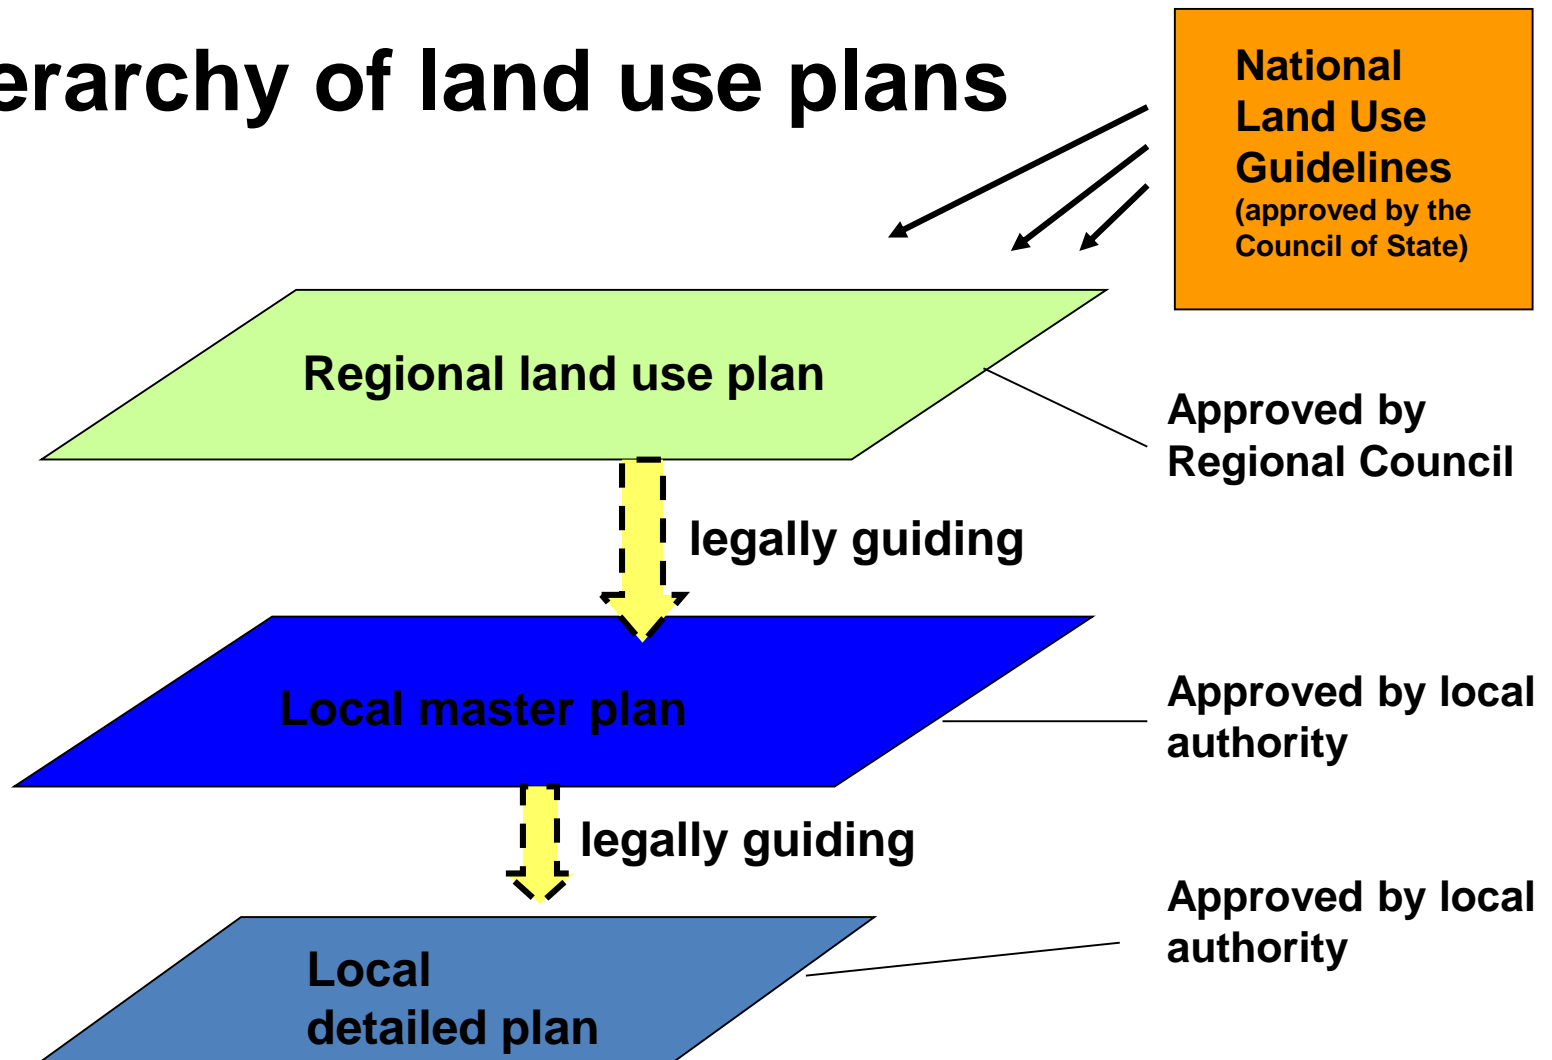 erarchy of land use plans
National
Land Use
Guidelines
(approved by the
Council of State)
Regional land use plan
Approved by
Regional Council
legally guiding
Local master plan
Approved by local
authority
legally guiding
Approved by local
authority
Local
detailed plan